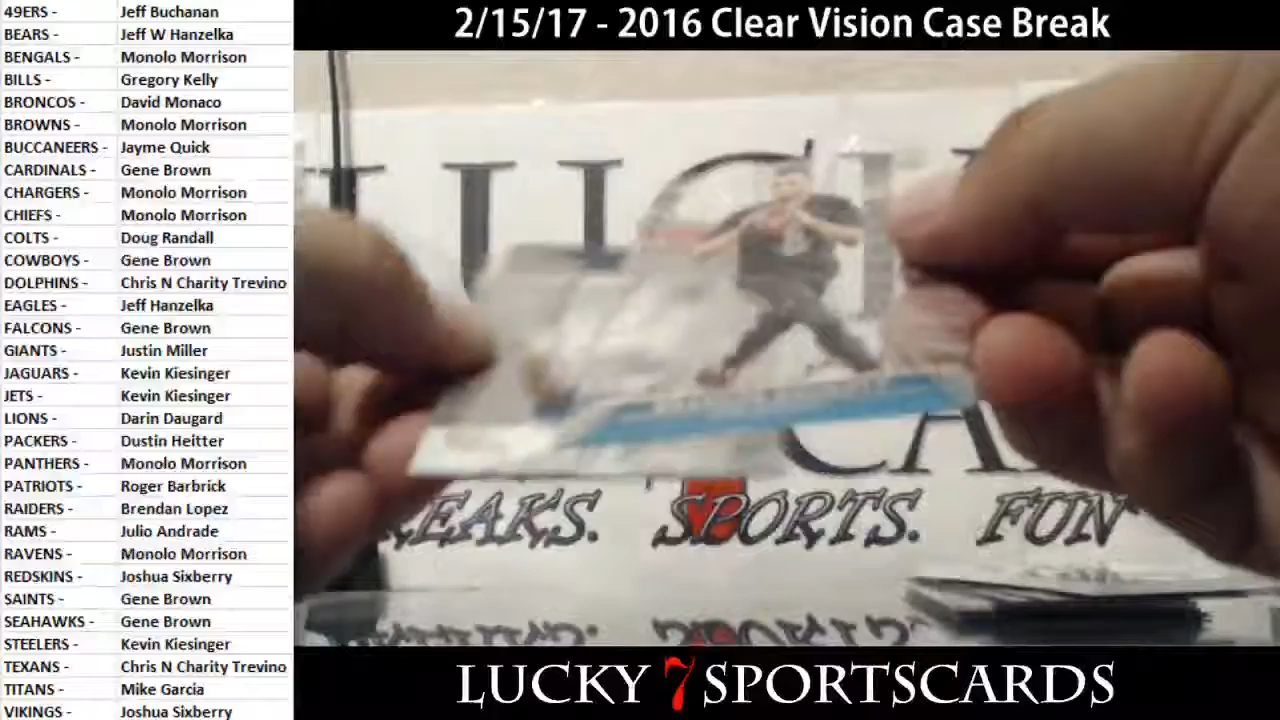 49ERS - Jeff Buchanan
BEARS - Jeff W Hanzelka
BENGALS - Monolo Morrison
BILLS - Gregory Kelly
BRONCOS - David Monaco
BROWNS - Monolo Morrison
BUCCANEERS - Jayme Quick
CARDINALS - Gene Brown
CHARGERS - Monolo Morrison
CHIEFS - Monolo Morrison
COLTS - Doug Randall
COWBOYS - Gene Brown
DOLPHINS - Chris N Charity Trevino
EAGLES - Jeff Hanzelka
FALCONS - Gene Brown
GIANTS - Justin Miller
JAGUARS - Kevin Kiesinger
JETS - Kevin Kiesinger
LIONS - Darin Daugard
PACKERS - Dustin Heitter
PANTHERS - Monolo Morrison
PATRIOTS - Roger Barbrick
RAIDERS - Brendan Lopez
RAMS - Julio Andrade
RAVENS - Monolo Morrison
REDSKINS - Joshua Sixberry
SAINTS - Gene Brown
SEAHAWKS - Gene Brown
STEELERS - Kevin Kiesinger
TEXANS - Chris N Charity Trevino
TITANS - Mike Garcia
VIKINGS - Joshua Sixberry
2/15/17 - 2016 Clear Vision Case Break
SPORTS. FUN
LUCKY 7 SPORTSCARDS